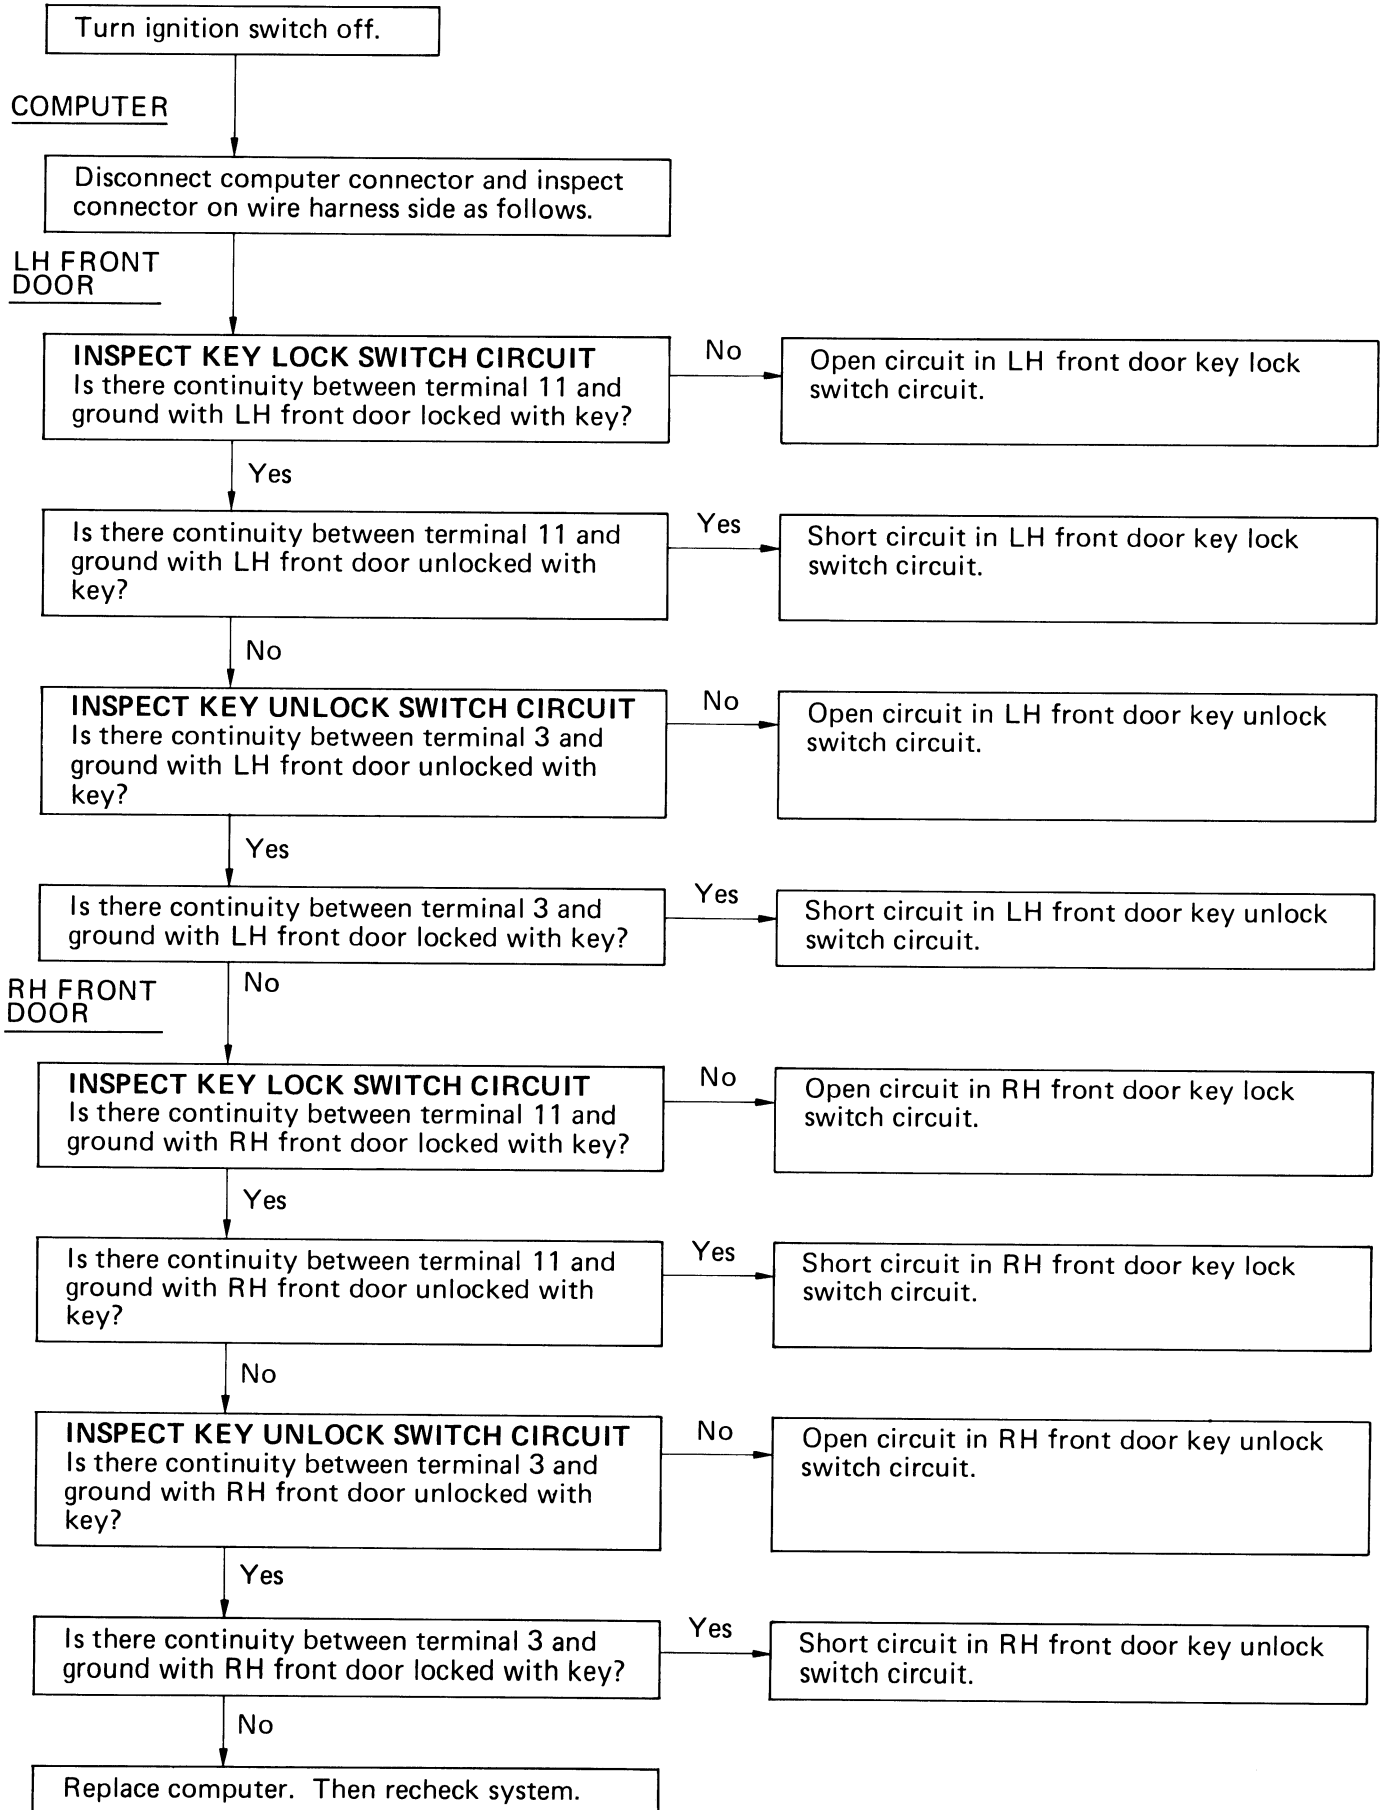 Turn ignition switch off.
COMPUTER
Disconnect computer connector and inspect
connector on wire harness side as follows.
LH FRONT
DOOR
INSPECT KEY LOCK SWITCH CIRCUIT
Is there continuity between terminal 11 and
ground with LH front door locked with key?
No
Open circuit in LH front door key lock
switch circuit.
Yes
Is there continuity between terminal 11 and
ground with LH front door unlocked with
key?
Yes
Short circuit in LH front door key lock
switch circuit.
No
INSPECT KEY UNLOCK SWITCH CIRCUIT
Is there continuity between terminal 3 and
ground with LH front door unlocked with
key?
No
Open circuit in LH front door key unlock
switch circuit.
Yes
Is there continuity between terminal 3 and
ground with LH front door locked with key?
Yes
Short circuit in LH front door key unlock
switch circuit.
No
RH FRONT
DOOR
INSPECT KEY LOCK SWITCH CIRCUIT
Is there continuity between terminal 11 and
ground with RH front door locked with key?
No
Open circuit in RH front door key lock
switch circuit.
Yes
Is there continuity between terminal 11 and
ground with RH front door unlocked with
key?
Yes
Short circuit in RH front door key lock
switch circuit.
No
INSPECT KEY UNLOCK SWITCH CIRCUIT
Is there continuity between terminal 3 and
ground with RH front door unlocked with
key?
No
Open circuit in RH front door key unlock
switch circuit.
Yes
Is there continuity between terminal 3 and
ground with RH front door locked with key?
Yes
Short circuit in RH front door key unlock
switch circuit.
No
Replace computer. Then recheck system.